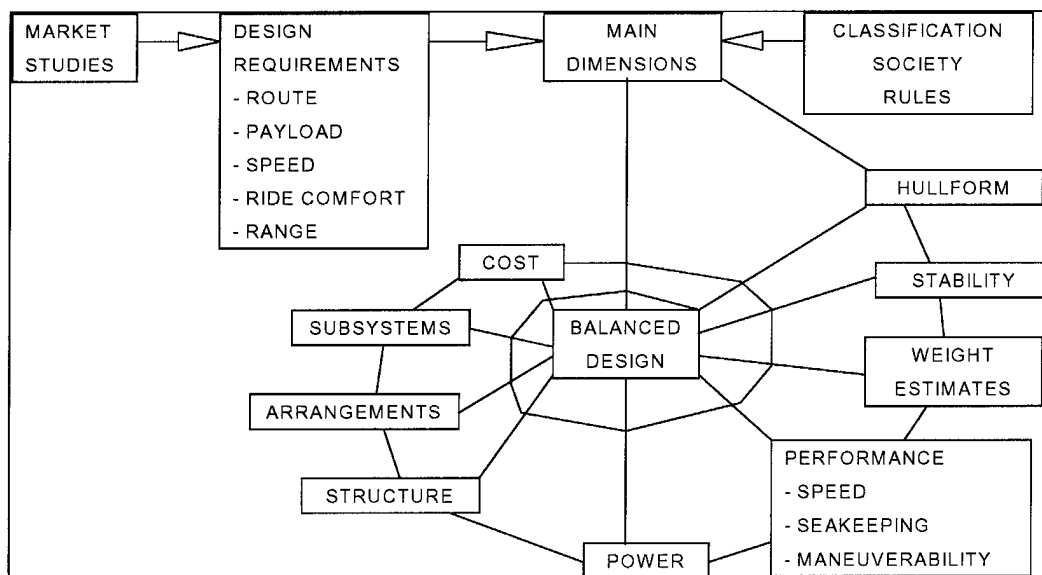 MARKET
STUDIES
DESIGN
REQUIREMENTS
- ROUTE
- PAYLOAD
- SPEED
- RIDE COMFORT
- RANGE
MAIN
DIMENSIONS
CLASSIFICATION
SOCIETY
RULES
HULLFORM
COST
STABILITY
SUBSYSTEMS
BALANCED
DESIGN
WEIGHT
ESTIMATES
ARRANGEMENTS
STRUCTURE
PERFORMANCE
- SPEED
- SEAKEEPING
- MANEUVERABILITY
POWER